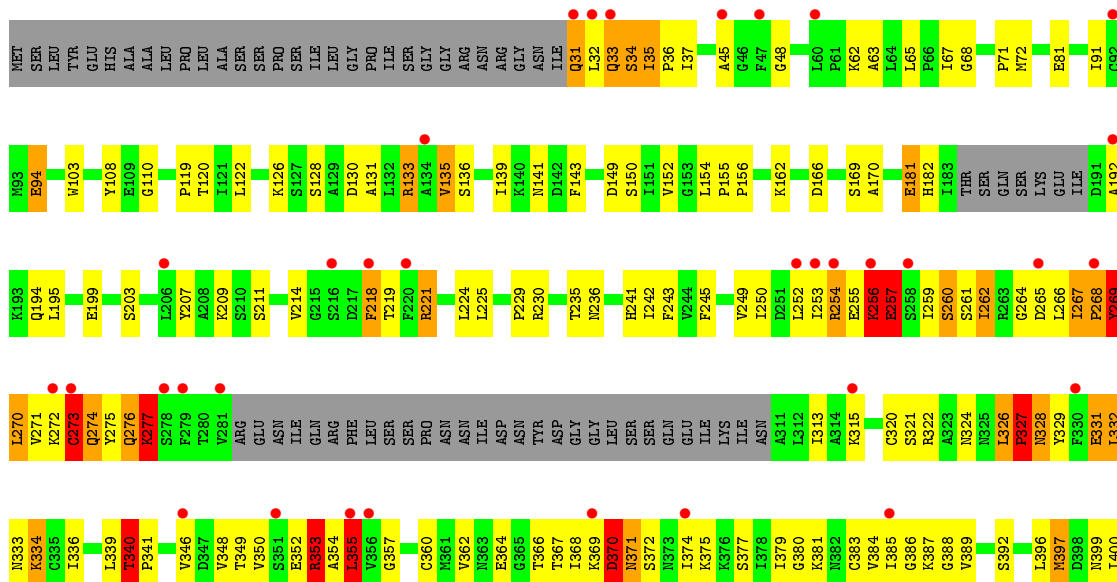 MET SER LEU TYR GLU HIS ALA ALA LEU PRO LEU ALA SER SER PRO SER ILE LEU GLY PRO ILE SER GLY GLY ARG ASN ARG GLY ASN ILE Q31 L32 Q33 S34 I35 P36 I37 A45 G46 F47 G48 L60 P61 K62 A63 L64 L65 P66 I67 G68 P71 M72 E81 I91 C92
M93 E94 W103 Y108 E109 G110 P119 T120 I121 L122 K126 S127 S128 A129 D130 A131 L132 R133 A134 V135 S136 I139 K140 N141 D142 F143 D149 S150 I151 V152 G153 L154 P155 P156 K162 D166 S169 A170 E181 H182 I183 THR SER GLN SER LYS GLU ILE D191 A192
K193 Q194 L195 E199 S203 L206 Y207 A208 K209 S210 S211 V214 G215 S216 D217 F218 T219 F220 R221 L224 L225 P229 R230 T235 N236 H241 I242 F243 V244 F245 V249 I250 D251 L252 I253 R254 E255 K256 E257 S258 I259 S260 S261 I262 R263 G264 D265 L266 I267 P268 Y269
L270 V271 K272 C273 Q274 Y275 Q276 K277 S278 F279 T280 V281 ARG GLU ASN ILE GLN ARG PHE LEU SER SER PRO ASN ASN ILE ASP ASN TYR ASP GLY GLY LEU SER SER GLN GLU ILE LYS ILE ASN A311 L312 I313 A314 K315 C320 S321 R322 A323 N324 N325 L326 P327 N328 Y329 F330 E331 L332
N333 K334 C335 I336 L339 T340 P341 V346 D347 V348 T349 V350 S351 E352 R353 A354 L355 V356 G357 C360 M361 V362 N363 E364 G365 T366 T367 I368 K369 D370 N371 S372 N373 I374 K375 K376 S377 I378 I379 G380 K381 N382 C383 V384 I385 G386 K387 G388 V389 S392 L396 M397 D398 N399 I400